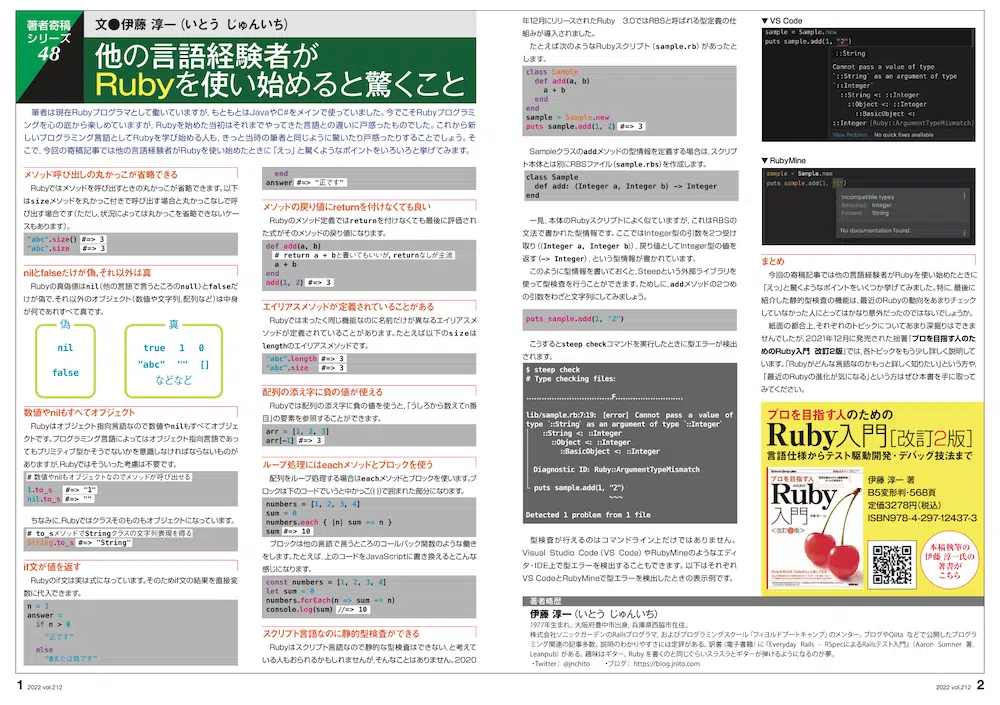 著者寄稿
シリーズ
48
文●伊藤 淳一(いとう じゅんいち)
他の言語経験者が
Rubyを使い始めると驚くこと
筆者は現在Rubyプログラマとして働いていますが、もともとはJavaやC#をメインで使っていました。今でこそRubyプログラミ
ングを心の底から楽しめていますが、Rubyを始めた当初はそれまでやってきた言語との違いに戸惑ったものでした。これから新
しいプログラミング言語としてRubyを学び始める人も、きっと当時の筆者と同じように驚いたり戸惑ったりすることでしょう。そ
こで、今回の寄稿記事では他の言語経験者がRubyを使い始めたときに「えっ」と驚くようなポイントをいろいろと挙げてみます。
メソッド呼び出しの丸かっこが省略できる
Rubyではメソッドを呼び出すときの丸かっこが省略できます。以下
はsizeメソッドを丸かっこ付きで呼び出す場合と丸かっこなしで呼
び出す場合です(ただし、状況によっては丸かっこを省略できないケー
スもあります)。
"abc".size() #=> 3
"abc".size #=> 3
nilとfalseだけが偽、それ以外は真
Rubyの真偽値はnil(他の言語で言うところのnull)とfalseだ
けが偽です、それ以外のオブジェクト(数値や文字列、配列など)は中身
が何であれすべて真です。
偽
nil
false
真
true 1 0
"abc" "" []
などなど
数値やnilもすべてオブジェクト
Rubyはオブジェクト指向言語なので数値やnilもすべてオブジェ
クトです。プログラミング言語によってはオブジェクト指向言語であっ
てもプリミティブ型かそうでないかを意識しなければならないものが
ありますが、Rubyではそういった考慮は不要です。
# 数値やnilもオブジェクトなのでメソッドが呼び出せる
1.to_s #=> "1"
nil.to_s #=> ""
ちなみに、Rubyではクラスそのものもオブジェクトになっています。
# to_sメソッドでStringクラスの文字列表現を得る
String.to_s #=> "String"
if文が値を返す
Rubyのif文は実は式になっています。そのためif文の結果を直接変
数に代入できます。
n = 1
answer =
if n > 0
"正です"
else
"0または負です"
end
answer #=> "正です"
メソッドの戻り値にreturnを付けなくても良い
Rubyのメソッド定義ではreturnを付けなくても最後に評価され
た式がそのメソッドの戻り値になります。
def add(a, b)
# return a + bと書いてもいいが、returnなしが主流
a + b
end
add(1, 2) #=> 3
エイリアスメソッドが定義されていることがある
Rubyではまったく同じ機能なのに名前だけが異なるエイリアスメ
ソッドが定義されていることがあります。たとえば以下のsizeは
lengthのエイリアスメソッドです。
"abc".length #=> 3
"abc".size #=> 3
配列の添え字に負の値が使える
Rubyでは配列の添え字に負の値を使うと、「うしろから数えてn番
目」の要素を参照することができます。
arr = [1, 2, 3]
arr[-1] #=> 3
ループ処理にはeachメソッドとブロックを使う
配列をループ処理する場合はeachメソッドとブロックを使います。ブ
ロックは下のコードでいうと中かっこ({ })で囲まれた部分になります。
numbers = [1, 2, 3, 4]
sum = 0
numbers.each { |n| sum += n }
sum #=> 10
ブロックは他の言語で言うところのコールバック関数のような働き
をします。たとえば、上のコードをJavaScriptに書き換えるとこんな
感じになります。
const numbers = [1, 2, 3, 4]
let sum = 0
numbers.forEach(n => sum += n)
console.log(sum) //=> 10
スクリプト言語なのに静的型検査ができる
Rubyはスクリプト言語なので静的な型検査はできない、と考えて
いる人もおられるかもしれませんが、そんなことはありません。2020
年12月にリリースされたRuby 3.0ではRBSと呼ばれる型定義の仕
組みが導入されました。
たとえば次のようなRubyスクリプト(sample.rb)があったと
します。
class Sample
def add(a, b)
a + b
end
end
sample = Sample.new
puts sample.add(1, 2) #=> 3
Sampleクラスのaddメソッドの型情報を定義する場合は、スクリ
プト本体とは別にRBSファイル(sample.rbs)を作成します。
class Sample
def add: (Integer a, Integer b) -> Integer
end
一見、本体のRubyスクリプトによく似ていますが、これはRBSの
文法で書かれた型情報です。ここではInteger型の引数を2つ受け
取り((Integer a, Integer b))、戻り値としてInteger型の値を
返す(-> Integer)、という型情報が書かれています。
このように型情報を書いておくと、Steepという外部ライブラリを
使って型検査を行うことができます。ためしに、addメソッドの2つめ
の引数をわざと文字列にしてみましょう。
puts sample.add(1, "2")
こうするとsteep checkコマンドを実行したときに型エラーが検出
されます。
$ steep check
# Type checking files:
..........................F..........................
lib/sample.rb:7:19: [error] Cannot pass a value of
type `::String` as an argument of type `::Integer`
::String <: ::Integer
::Object <: ::Integer
::BasicObject <: ::Integer
Diagnostic ID: Ruby::ArgumentTypeMismatch
puts sample.add(1, "2")
~~~
Detected 1 problem from 1 file
型検査が行えるのはコマンドライン上だけではありません。
Visual Studio Code (VS Code) やRubyMineのようなエディ
タ・IDE上で型エラーを検出することもできます。以下はそれぞれ
VS CodeとRubyMineで型エラーを検出したときの表示例です。
▼VS Code
sample = Sample.new
puts sample.add(1, "2")
::String
Cannot pass a value of type
`::String` as an argument of type
`::Integer`
::String <: ::Integer
::Object <: ::Integer
::BasicObject <:
::Integer(Ruby::ArgumentTypeMismatch)
View Problem No quick fixes available
▼RubyMine
sample = Sample.new
puts sample.add(1, "2")
Incompatible types
Required: Integer
Passed: String
No documentation found.
まとめ
今回の寄稿記事では他の言語経験者がRubyを使い始めたときに
「えっ」と驚くようなポイントをいくつか挙げてみました。特に、最後に
紹介した静的型検査の機能は、最近のRubyの動向をあまりチェック
していなかった人にとってはかなり意外だったのではないでしょうか。
紙面の都合上、それぞれのトピックについてあまり深掘りはできま
せんでしたが、2021年12月に発売された拙著『プロを目指す人のた
めのRuby入門 改訂2版』では、各トピックをもう少し詳しく説明して
います。「Rubyがどんな言語なのかもっと詳しく知りたい」という方や、
「最近のRubyの進化が気になる」という方はぜひ本書を手に取って
みてください。
プロを目指す人のための
Ruby入門[改訂2版]
言語仕様からテスト駆動開発・デバッグ技法まで
プロを目指す人のための
Ruby
入門
<改訂2版>
伊藤淳一 著
B5変形判・568頁
定価3278円(税込)
ISBN978-4-297-12437-3
本稿執筆の
伊藤淳一氏の
著書が
こちら
著者略歴
伊藤 淳一(いとう じゅんいち)
1977年生まれ。大阪府豊中市出身、兵庫県西脇市在住。
株式会社ソニックガーデンのRailsプログラマ、およびプログラミングスクール「フィヨルドブートキャンプ」のメンター。ブログやQiita などで公開したプログラ
ミング関連の記事多数。説明のわかりやすさには定評がある。訳書(電子書籍)に『Everyday Rails - RSpecによるRailsテスト入門』(Aaron Sumner 著,
Leanpub)がある。趣味はギター。Ruby を書くのと同じぐらいスラスラとギターが弾けるようになるのが夢。
・Twitter： @jnchito ・ブログ： https://blog.jnito.com
1 2022 vol.212
2022 vol.212 2